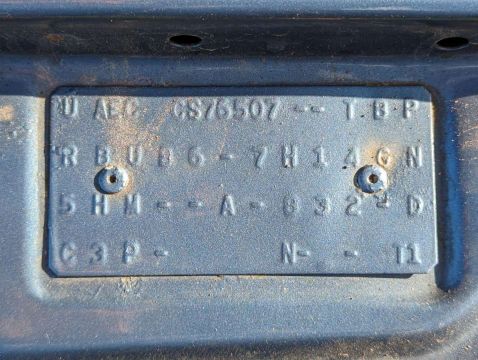 U AEC CS76507 - - T B P
R B U B 6 - 7 H 1 4 G N
5 H M - - A - 8 3 2 - D
C 3 P - N - - T1